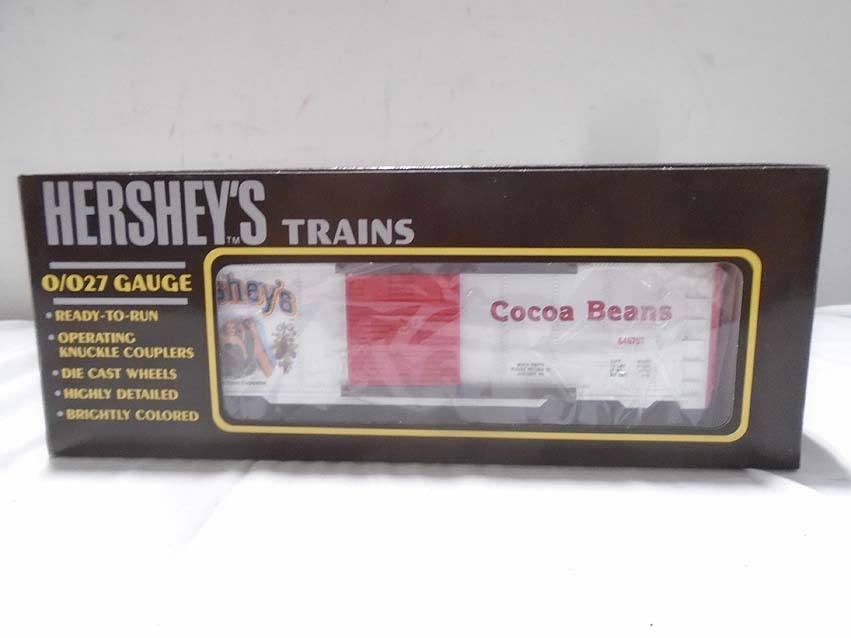 HERSHEY'S TM TRAINS
O/O27 GAUGE
• READY-TO-RUN
• OPERATING
KNUCKLE COUPLERS
• DIE CAST WHEELS
• HIGHLY DETAILED
• BRIGHTLY COLORED
shey's
Cocoa Beans